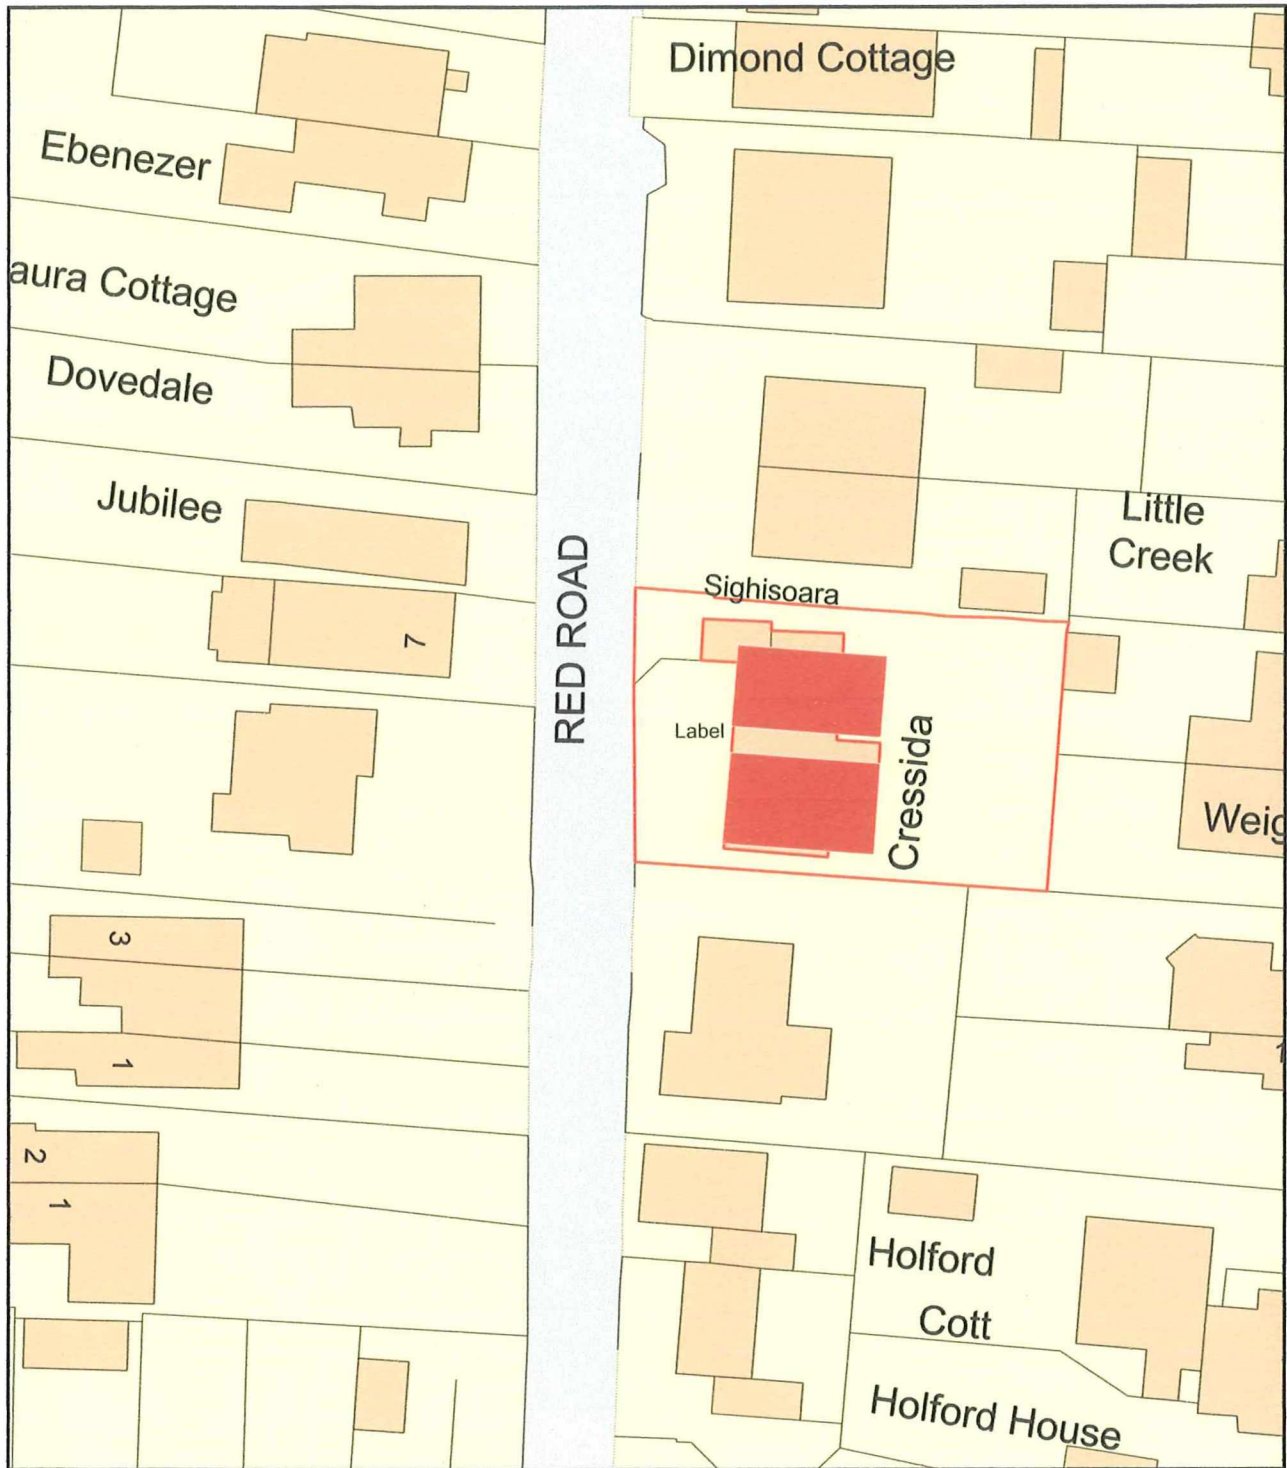 Dimond Cottage
Ebenezer
aura Cottage
Dovedale
Jubilee
Little
Creek
RED ROAD
Sighisoara
7
Label
Cressida
Weig
3
1
2
1
Holford
Cott
Holford House